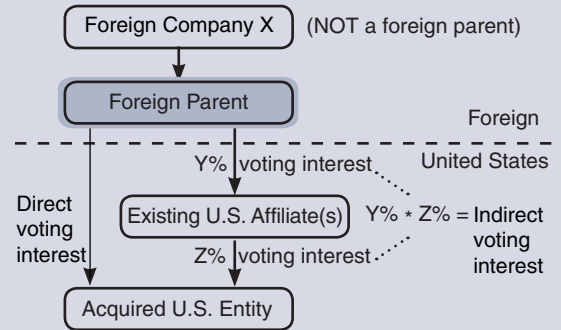 Foreign Company X (NOT a foreign parent)
Foreign Parent
Foreign
United States
Y% voting interest
Direct
voting
interest
Existing U.S. Affiliate(s)
Y% * Z% = Indirect
voting
interest
Z% voting interest
Acquired U.S. Entity